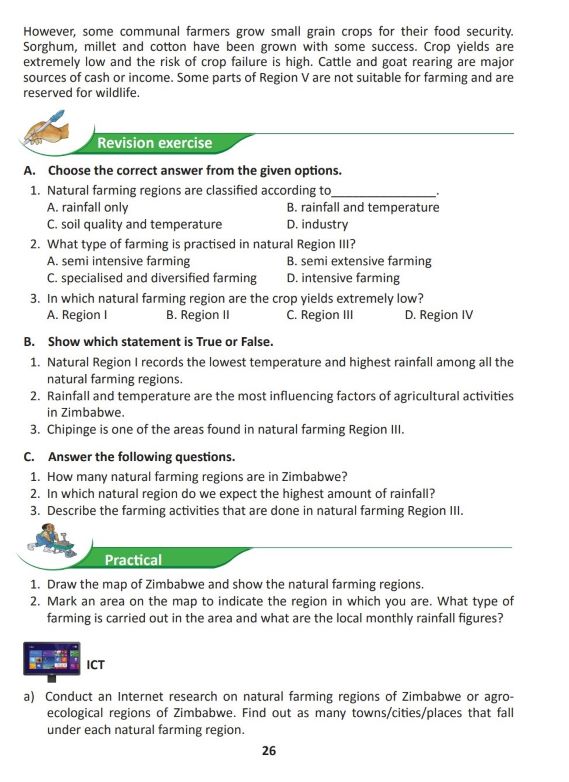 However, some communal farmers grow small grain crops for their food security.
Sorghum, millet and cotton have been grown with some success. Crop yields are
extremely low and the risk of crop failure is high. Cattle and goat rearing are major
sources of cash or income. Some parts of Region V are not suitable for farming and are
reserved for wildlife.
Revision exercise
A. Choose the correct answer from the given options.
1. Natural farming regions are classified according to________________.
A. rainfall only B. rainfall and temperature
C. soil quality and temperature D. industry
2. What type of farming is practised in natural Region III?
A. semi intensive farming B. semi extensive farming
C. specialised and diversified farming D. intensive farming
3. In which natural farming region are the crop yields extremely low?
A. Region I B. Region II C. Region III D. Region IV
B. Show which statement is True or False.
1. Natural Region I records the lowest temperature and highest rainfall among all the
natural farming regions.
2. Rainfall and temperature are the most influencing factors of agricultural activities
in Zimbabwe.
3. Chipinge is one of the areas found in natural farming Region III.
C. Answer the following questions.
1. How many natural farming regions are in Zimbabwe?
2. In which natural region do we expect the highest amount of rainfall?
3. Describe the farming activities that are done in natural farming Region III.
Practical
1. Draw the map of Zimbabwe and show the natural farming regions.
2. Mark an area on the map to indicate the region in which you are. What type of
farming is carried out in the area and what are the local monthly rainfall figures?
ICT
a) Conduct an Internet research on natural farming regions of Zimbabwe or agro-
ecological regions of Zimbabwe. Find out as many towns/cities/places that fall
under each natural farming region.
26